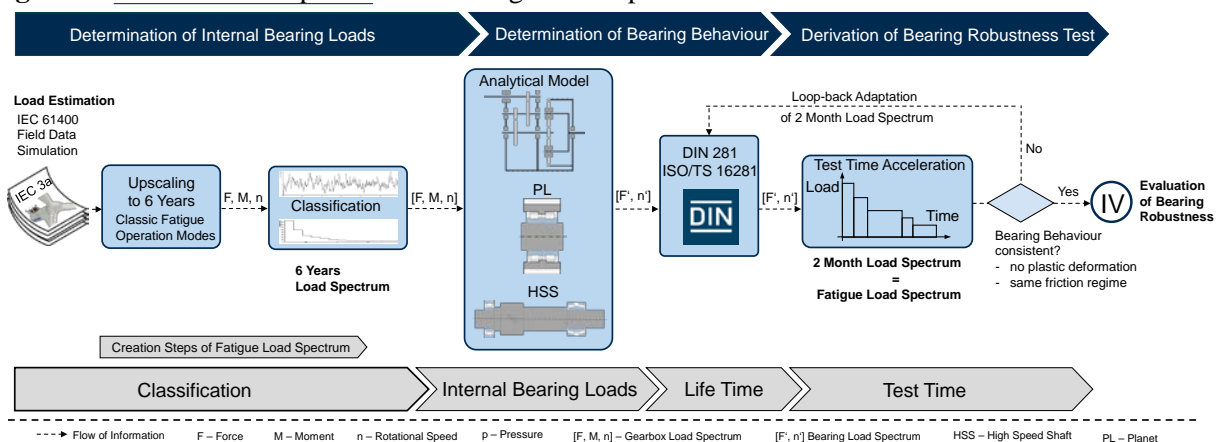 Determination of Internal Bearing Loads
Determination of Bearing Behaviour
Derivation of Bearing Robustness Test
Load Estimation
IEC 61400
Field Data
Simulation
IEC 3a
Upscaling
to 6 Years
Classic Fatigue
Operation Modes
F, M, n
Classification
6 Years
Load Spectrum
[F, M, n]
Analytical Model
PL
HSS
[F‘, n‘]
DIN 281
ISO/TS 16281
DIN
[F‘, n‘]
Loop-back Adaptation
of 2 Month Load Spectrum
Test Time Acceleration
Load
Time
2 Month Load Spectrum
=
Fatigue Load Spectrum
No
Yes
Bearing Behaviour
consistent?
- no plastic deformation
- same friction regime
IV
Evaluation
of Bearing
Robustness
Creation Steps of Fatigue Load Spectrum
Classification
Internal Bearing Loads
Life Time
Test Time
Flow of Information
F – Force
M – Moment
n – Rotational Speed
p – Pressure
[F, M, n] – Gearbox Load Spectrum
[F‘, n‘] Bearing Load Spectrum
HSS – High Speed Shaft
PL – Planet